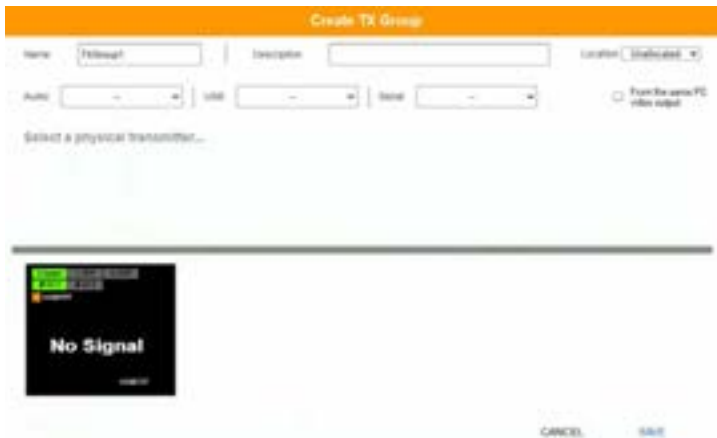 Create TX Group
Name TXGroup1 Description Location Unallocated
Audio -- USB -- Serial -- From the same PC
video output
Select a physical transmitter...
No Signal
CANCEL SAVE